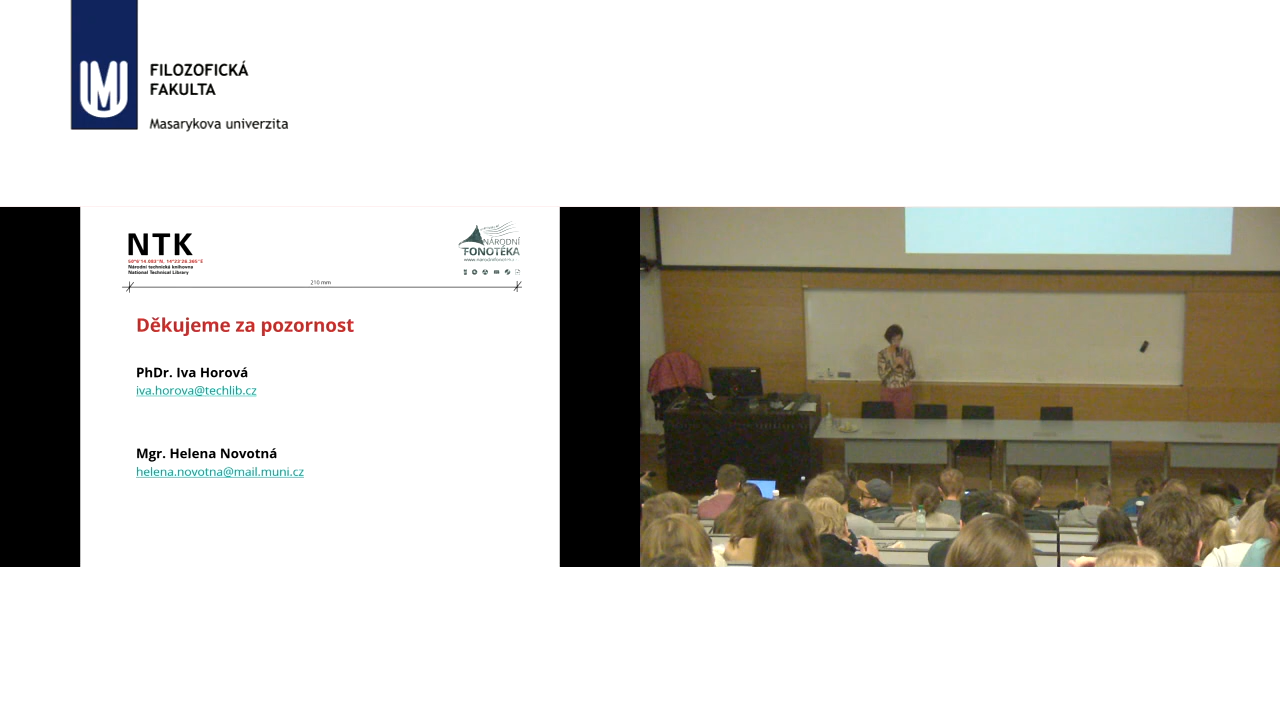 FILOZOFICKÁ
FAKULTA
Masarykova univerzita
NTK
Národní technická knihovna
National Technical Library
NÁRODNÍ
FONOTÉKA
210 mm
Děkujeme za pozornost
PhDr. Iva Horová
iva.horova@techlib.cz
Mgr. Helena Novotná
helena.novotna@mail.muni.cz